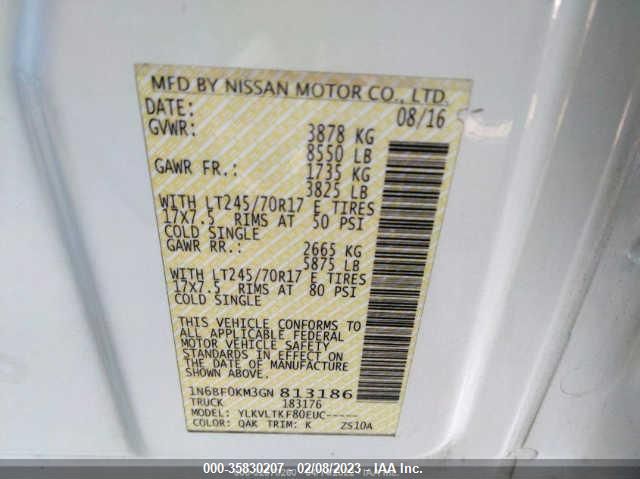 MFD BY NISSAN MOTOR CO., LTD.
DATE: 08/16
GVWR: 3878 KG
8550 LB
GAWR FR.: 1735 KG
3825 LB
WITH LT245/70R17 E TIRES
17x7.5 RIMS AT 50 PSI
COLD SINGLE
GAWR RR.: 2665 KG
5875 LB
WITH LT245/70R17 E TIRES
17x7.5 RIMS AT 80 PSI
COLD SINGLE
THIS VEHICLE CONFORMS TO
ALL APPLICABLE FEDERAL
MOTOR VEHICLE SAFETY
STANDARDS IN EFFECT ON
THE DATE OF MANUFACTURE
SHOWN ABOVE.
1N6BF0KM3GN 813186
TRUCK 183176
MODEL: YLKVLTKF80EUC-----
COLOR: QAK TRIM: K ZS10A
000-35830207 - 02/08/2023 - IAA Inc.